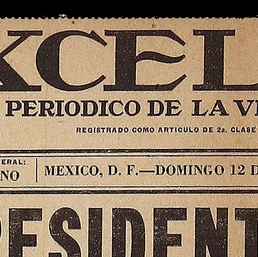 XCEL
PERIODICO DE LA V
REGISTRADO COMO ARTICULO DE 2a. CLASE
ERAL:
NO
MEXICO, D. F.—DOMINGO 12 D
RESIDENT